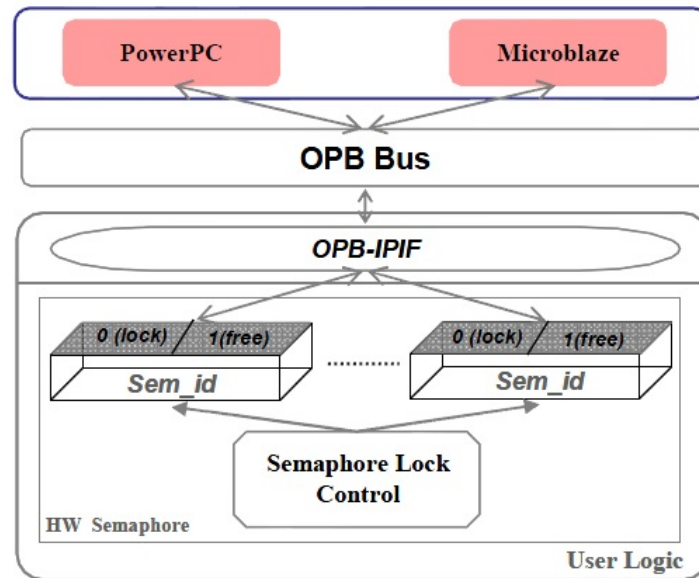 PowerPC Microblaze
OPB Bus
OPB-IPIF
0 (lock) 1(free) 0 (lock) 1(free)
Sem_id Sem_id
Semaphore Lock
Control
HW Semaphore
User Logic